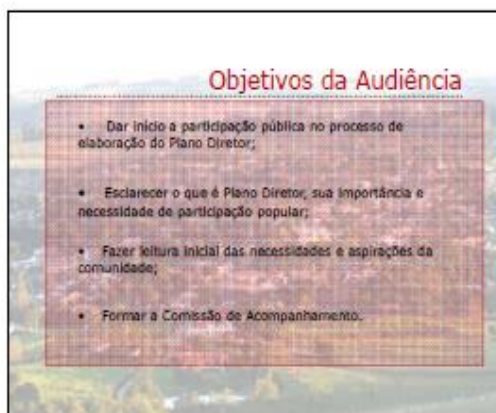 Objetivos da Audiência
• Dar início a participação pública no processo de
elaboração do Plano Diretor;
• Esclarecer o que é Plano Diretor, sua importância e
necessidade de participação popular;
• Fazer leitura inicial das necessidades e aspirações da
comunidade;
• Formar a Comissão de Acompanhamento.